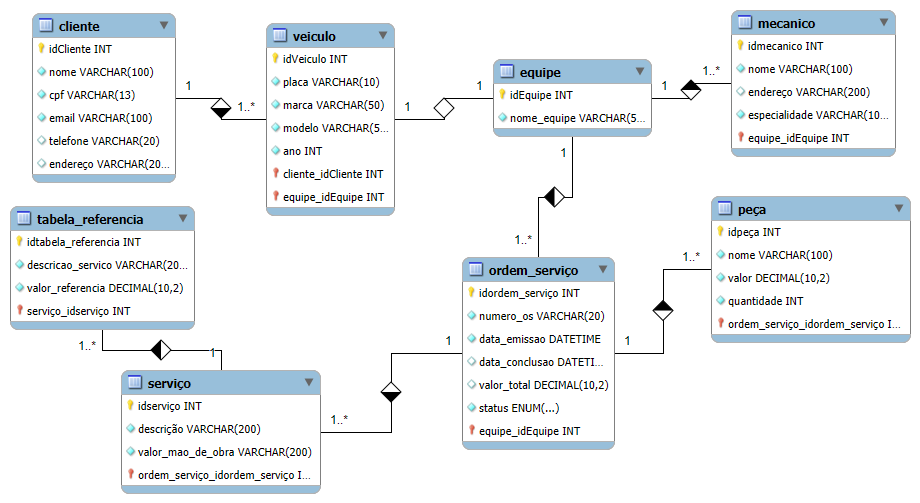 cliente
idCliente INT
nome VARCHAR(100)
cpf VARCHAR(13)
email VARCHAR(100)
telefone VARCHAR(20)
endereço VARCHAR(20...
1
1..*
veiculo
idVeiculo INT
placa VARCHAR(10)
marca VARCHAR(50)
modelo VARCHAR(5...
ano INT
cliente_idCliente INT
equipe_idEquipe INT
1
1
equipe
idEquipe INT
nome_equipe VARCHAR(5...
1
1..*
mecanico
idmecanico INT
nome VARCHAR(100)
endereço VARCHAR(200)
especialidade VARCHAR(10...
equipe_idEquipe INT
1
1..*
tabela_referencia
idtabela_referencia INT
descricao_servico VARCHAR(20...
valor_referencia DECIMAL(10,2)
serviço_idserviço INT
1..*
1
ordem_serviço
idordem_serviço INT
numero_os VARCHAR(20)
data_emissao DATETIME
data_conclusao DATETI...
valor_total DECIMAL(10,2)
status ENUM(...)
equipe_idEquipe INT
1
1..*
peça
idpeça INT
nome VARCHAR(100)
valor DECIMAL(10,2)
quantidade INT
ordem_serviço_idordem_serviço I...
1
1..*
serviço
idserviço INT
descrição VARCHAR(200)
valor_mao_de_obra VARCHAR(200)
ordem_serviço_idordem_serviço I...